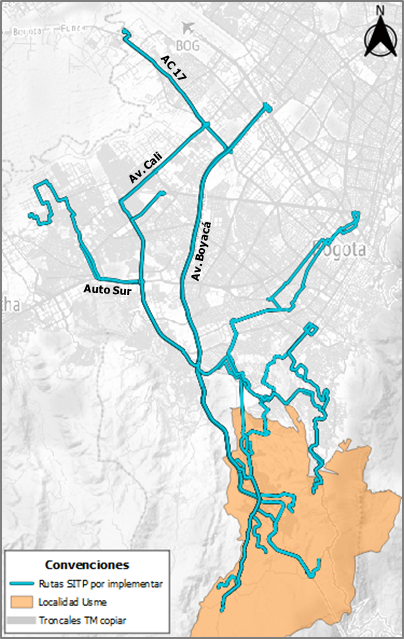 N
BOG
AC 17
Av. Cali
Av. Boyacá
Bogota
Auto Sur
Convenciones
Rutas SITP por implementar
Localidad Usme
Troncales TM copiar